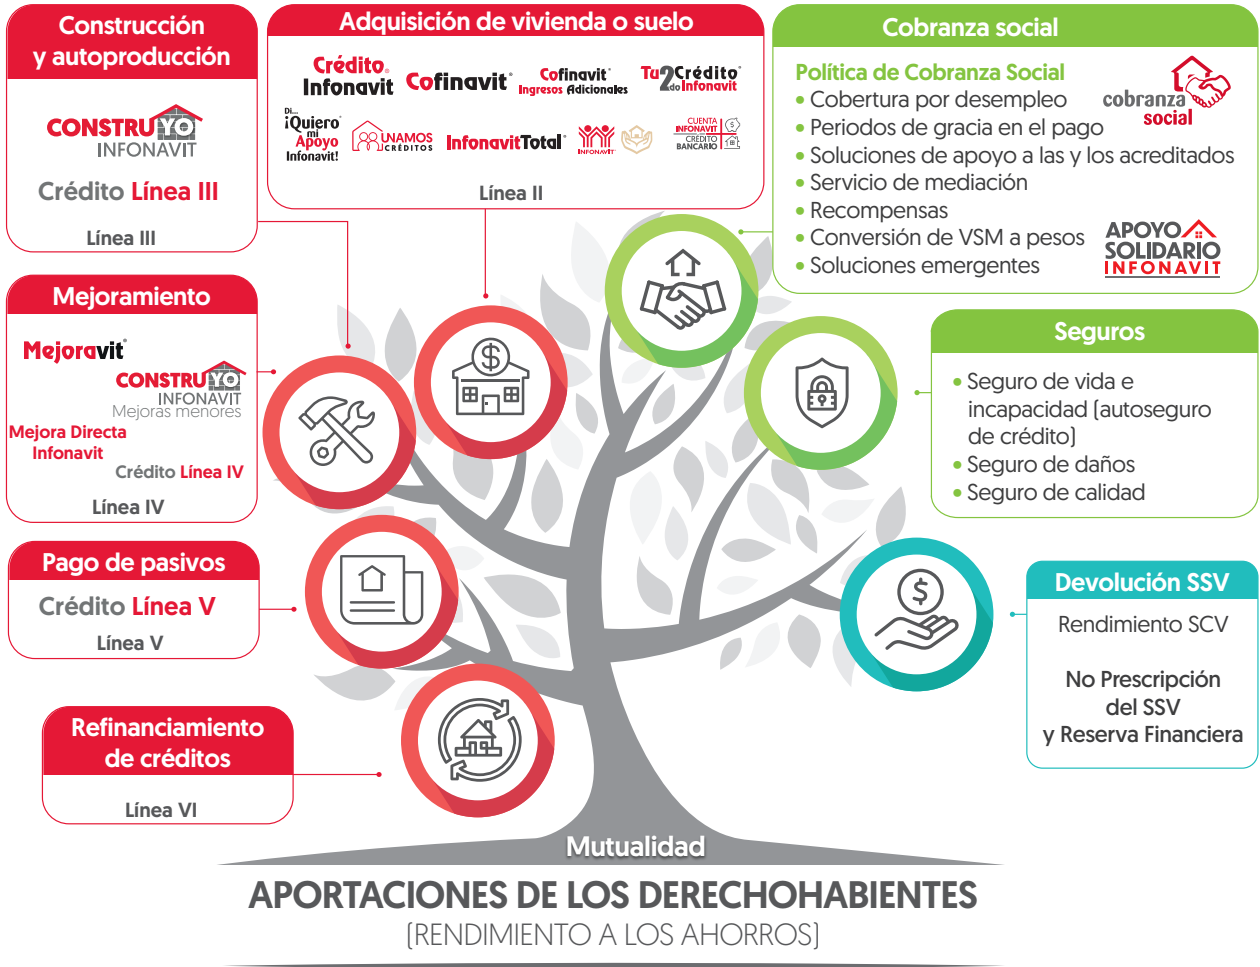 Construcción
y autoproducción
CONSTRUYO
INFONAVIT
Crédito Línea III
Línea III
Adquisición de vivienda o suelo
Crédito
Infonavit
Cofinavit
Cofinavit
Ingresos Adicionales
Tu 2do Crédito
Infonavit
Di...
¡Quiero
mi
Apoyo
Infonavit!
UNAMOS
CRÉDITOS
Infonavit Total
INFONAVIT
CUENTA
INFONAVIT
CRÉDITO
BANCARIO
Línea II
Cobranza social
Política de Cobranza Social
• Cobertura por desempleo
• Periodos de gracia en el pago
• Soluciones de apoyo a las y los acreditados
• Servicio de mediación
• Recompensas
• Conversión de VSM a pesos
• Soluciones emergentes
cobranza
social
APOYO
SOLIDARIO
INFONAVIT
Mejoramiento
Mejoravit
CONSTRUYO
INFONAVIT
Mejoras menores
Mejora Directa
Infonavit
Crédito Línea IV
Línea IV
Seguros
• Seguro de vida e
incapacidad (autoseguro
de crédito)
• Seguro de daños
• Seguro de calidad
Pago de pasivos
Crédito Línea V
Línea V
Devolución SSV
Rendimiento SCV
No Prescripción
del SSV
y Reserva Financiera
Refinanciamiento
de créditos
Línea VI
Mutualidad
APORTACIONES DE LOS DERECHOHABIENTES
(RENDIMIENTO A LOS AHORROS)